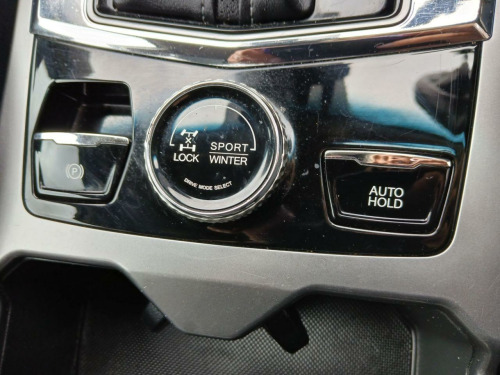 P
SPORT
LOCK WINTER
DRIVE MODE SELECT
AUTO
HOLD